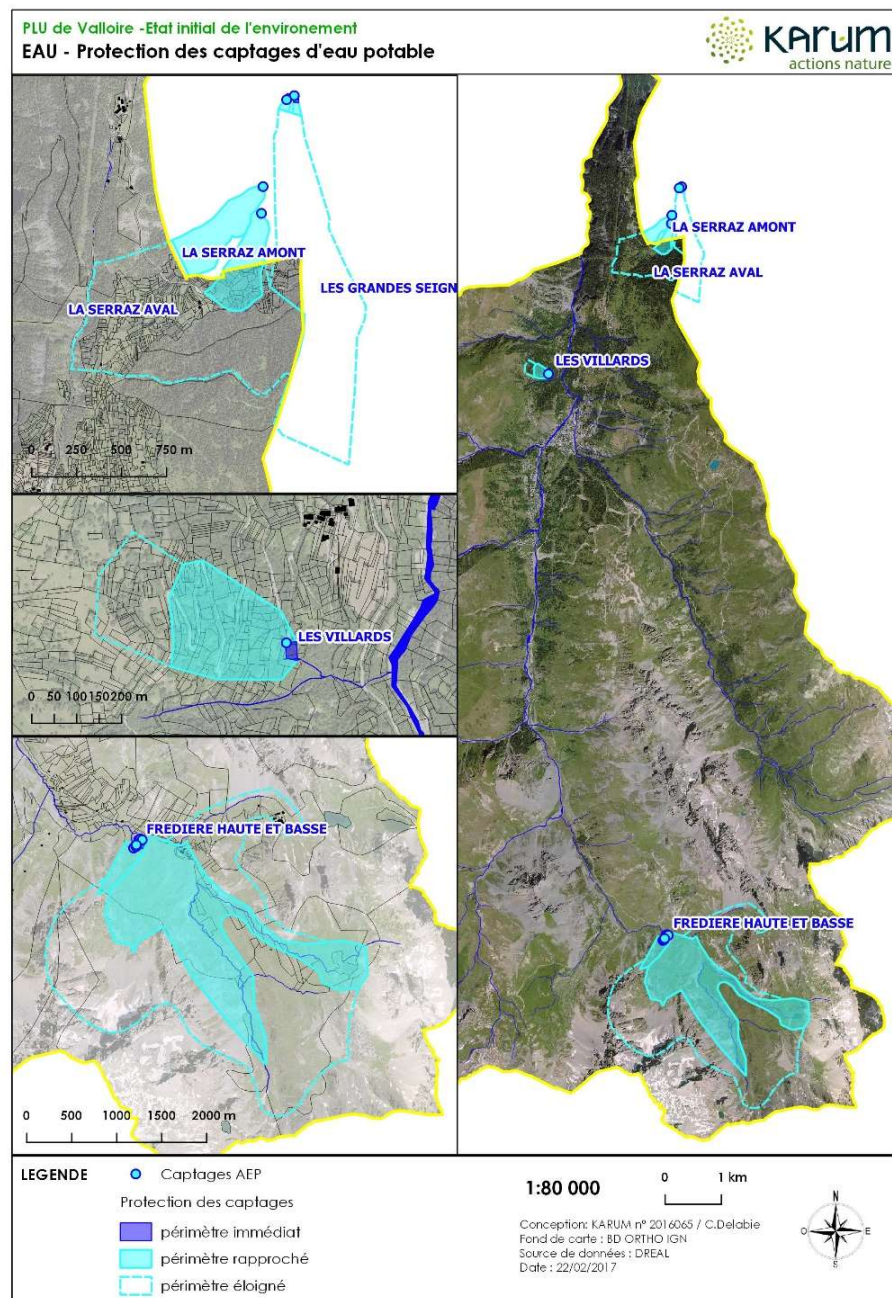 PLU de Valloire -Etat initial de l'environement
EAU - Protection des captages d'eau potable
KARUM
actions nature
LA SERRAZ AMONT
LES GRANDES SEIGN
LA SERRAZ AVAL
0 250 500 750 m
LES VILLARDS
0 50 100 150 200 m
FREDIERE HAUTE ET BASSE
0 500 1000 1500 2000 m
LA SERRAZ AMONT
LA SERRAZ AVAL
LES VILLARDS
FREDIERE HAUTE ET BASSE
LEGENDE
Captages AEP
Protection des captages
périmètre immédiat
périmètre rapproché
périmètre éloigné
1:80 000
0 1 km
Conception: KARUM n° 2016065 / C.Delabie
Fond de carte : BD ORTHO IGN
Source de données : DREAL
Date : 22/02/2017
N
O E
S